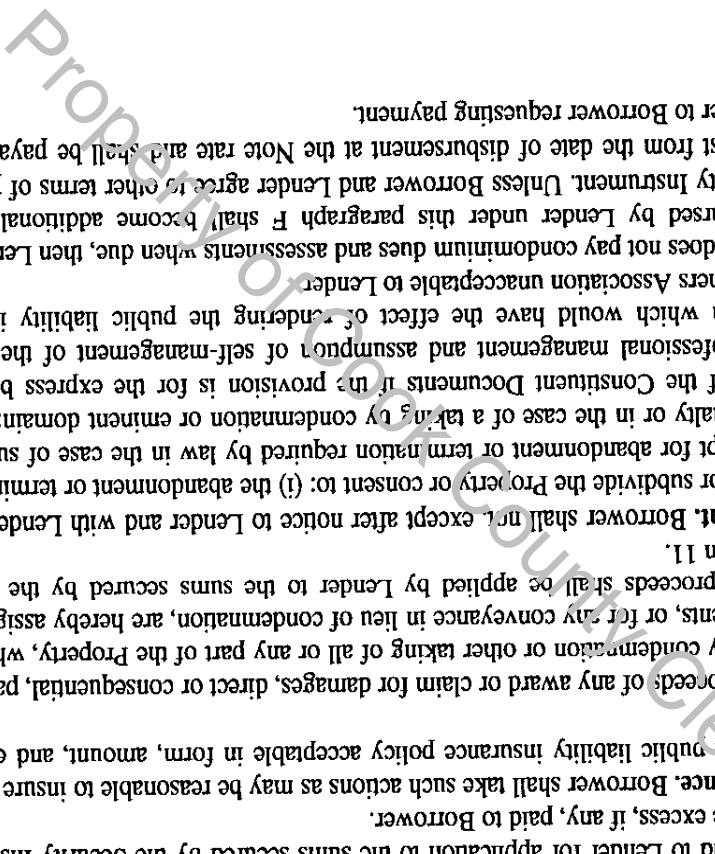 d to Lender for application to the sums secured by the Security
excess, if any, paid to Borrower.
nce. Borrower shall take such actions as may be reasonable to insure
public liability insurance policy acceptable in form, amount, and e
oceeds of any award or claim for damages, direct or consequential, pa
y condemnation or other taking of all or any part of the Property, wh
ents, or for any conveyance in lieu of condemnation, are hereby assig
proceeds shall be applied by Lender to the sums secured by the
n 11.
nt. Borrower shall not, except after notice to Lender and with Lende
or subdivide the Property or consent to: (i) the abandonment or termin
pt for abandonment or termination required by law in the case of su
alty or in the case of a taking by condemnation or eminent domain
f the Constituent Documents if the provision is for the express b
ofessional management and assumption of self-management of the
n which would have the effect of rendering the public liability i
ners Association unacceptable to Lender.
does not pay condominium dues and assessments when due, then Len
ursed by Lender under this paragraph F shall become additional
ty Instrument. Unless Borrower and Lender agree to other terms of
st from the date of disbursement at the Note rate and shall be paya
er to Borrower requesting payment.
Property of Cook County Cle